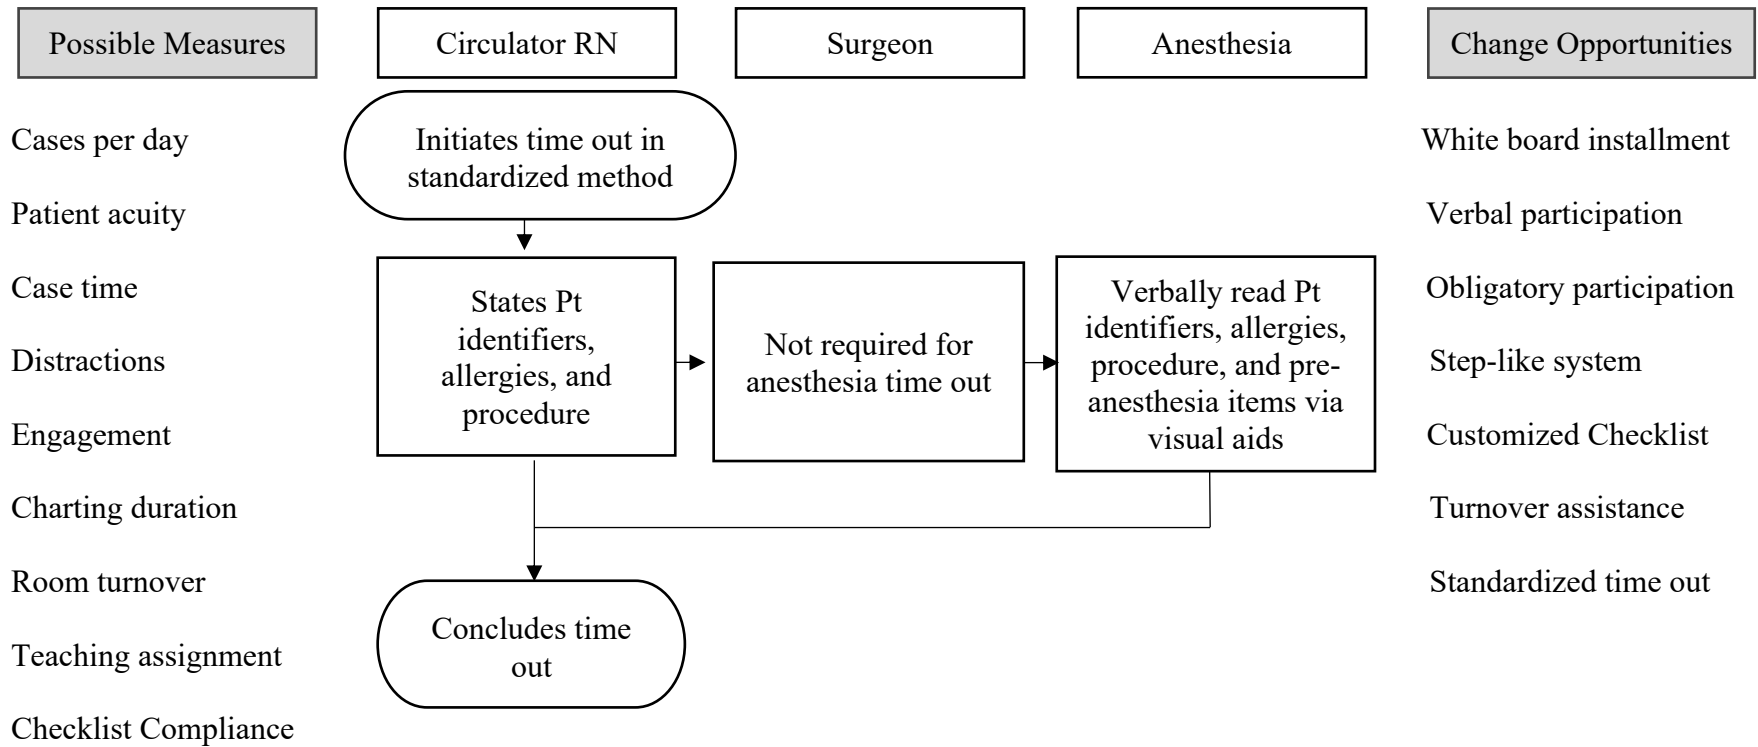 Possible Measures
Circulator RN
Surgeon
Anesthesia
Change Opportunities
Cases per day
Patient acuity
Case time
Distractions
Engagement
Charting duration
Room turnover
Teaching assignment
Checklist Compliance
Initiates time out in
standardized method
States Pt
identifiers,
allergies, and
procedure
Not required for
anesthesia time out
Verbally read Pt
identifiers, allergies,
procedure, and pre-
anesthesia items via
visual aids
Concludes time
out
White board installment
Verbal participation
Obligatory participation
Step-like system
Customized Checklist
Turnover assistance
Standardized time out